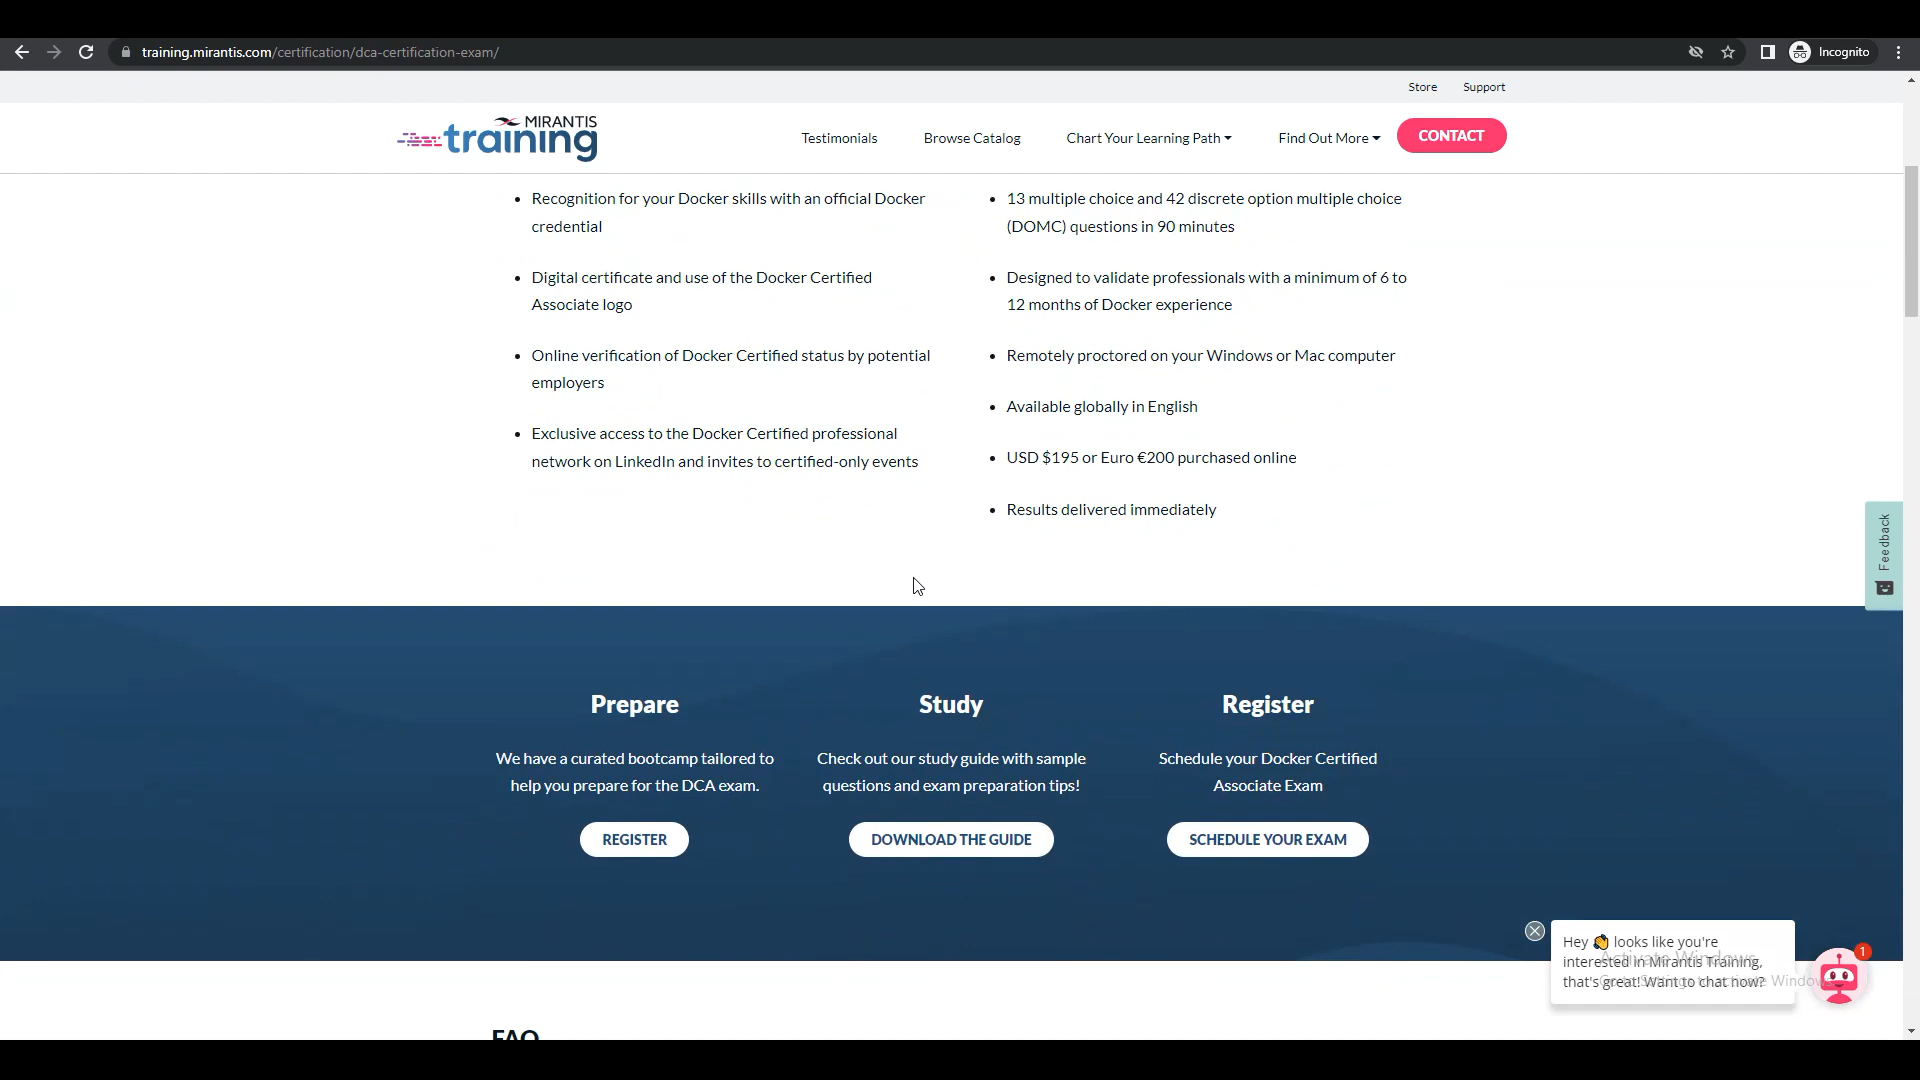 training.mirantis.com/certification/dca-certification-exam/
Incognito
Store
Support
MIRANTIS
training
Testimonials
Browse Catalog
Chart Your Learning Path
Find Out More
CONTACT
Recognition for your Docker skills with an official Docker
credential
Digital certificate and use of the Docker Certified
Associate logo
Online verification of Docker Certified status by potential
employers
Exclusive access to the Docker Certified professional
network on LinkedIn and invites to certified-only events
13 multiple choice and 42 discrete option multiple choice
(DOMC) questions in 90 minutes
Designed to validate professionals with a minimum of 6 to
12 months of Docker experience
Remotely proctored on your Windows or Mac computer
Available globally in English
USD $195 or Euro €200 purchased online
Results delivered immediately
Feedback
Prepare
We have a curated bootcamp tailored to
help you prepare for the DCA exam.
REGISTER
Study
Check out our study guide with sample
questions and exam preparation tips!
DOWNLOAD THE GUIDE
Register
Schedule your Docker Certified
Associate Exam
SCHEDULE YOUR EXAM
Hey 👋 looks like you're
interested in Mirantis Training,
that's great! Want to chat now?
1
Activate Windows
Go to Settings to activate Windows.
FAQ